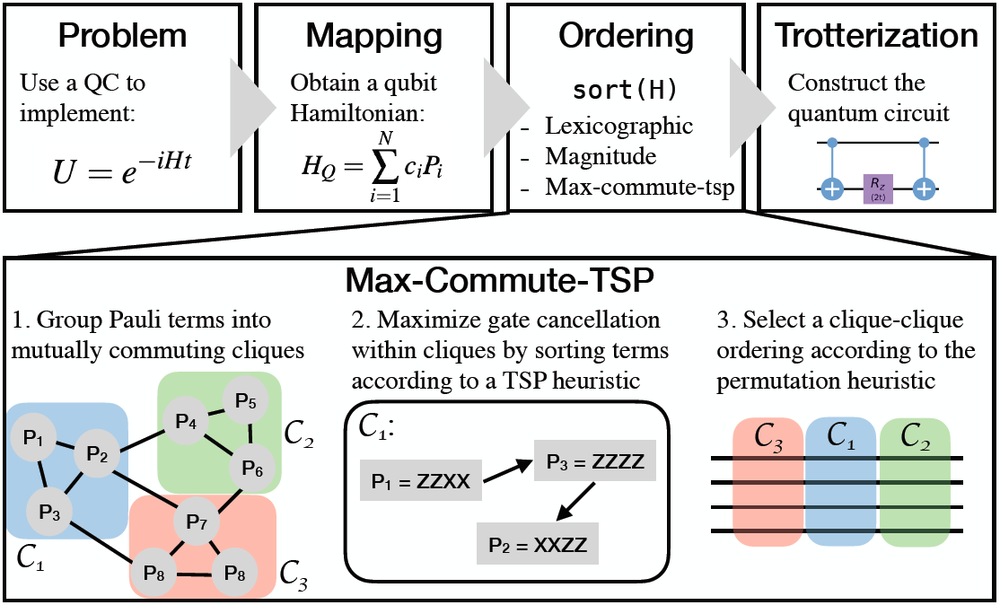 Problem
Use a QC to
implement:
U = e^{-iHt}
Mapping
Obtain a qubit
Hamiltonian:
H_Q = \sum_{i=1}^{N} c_i P_i
Ordering
sort(H)
- Lexicographic
- Magnitude
- Max-commute-tsp
Trotterization
Construct the
quantum circuit
R_z
(2t)
Max-Commute-TSP
1. Group Pauli terms into
mutually commuting cliques
P₁
P₂
P₃
C₁
P₄
P₅
P₆
C₂
P₇
P₈
P₈
C₃
2. Maximize gate cancellation
within cliques by sorting terms
according to a TSP heuristic
C₁:
P₁ = ZZXX
P₃ = ZZZZ
P₂ = XXZZ
3. Select a clique-clique
ordering according to the
permutation heuristic
C₃ C₁ C₂